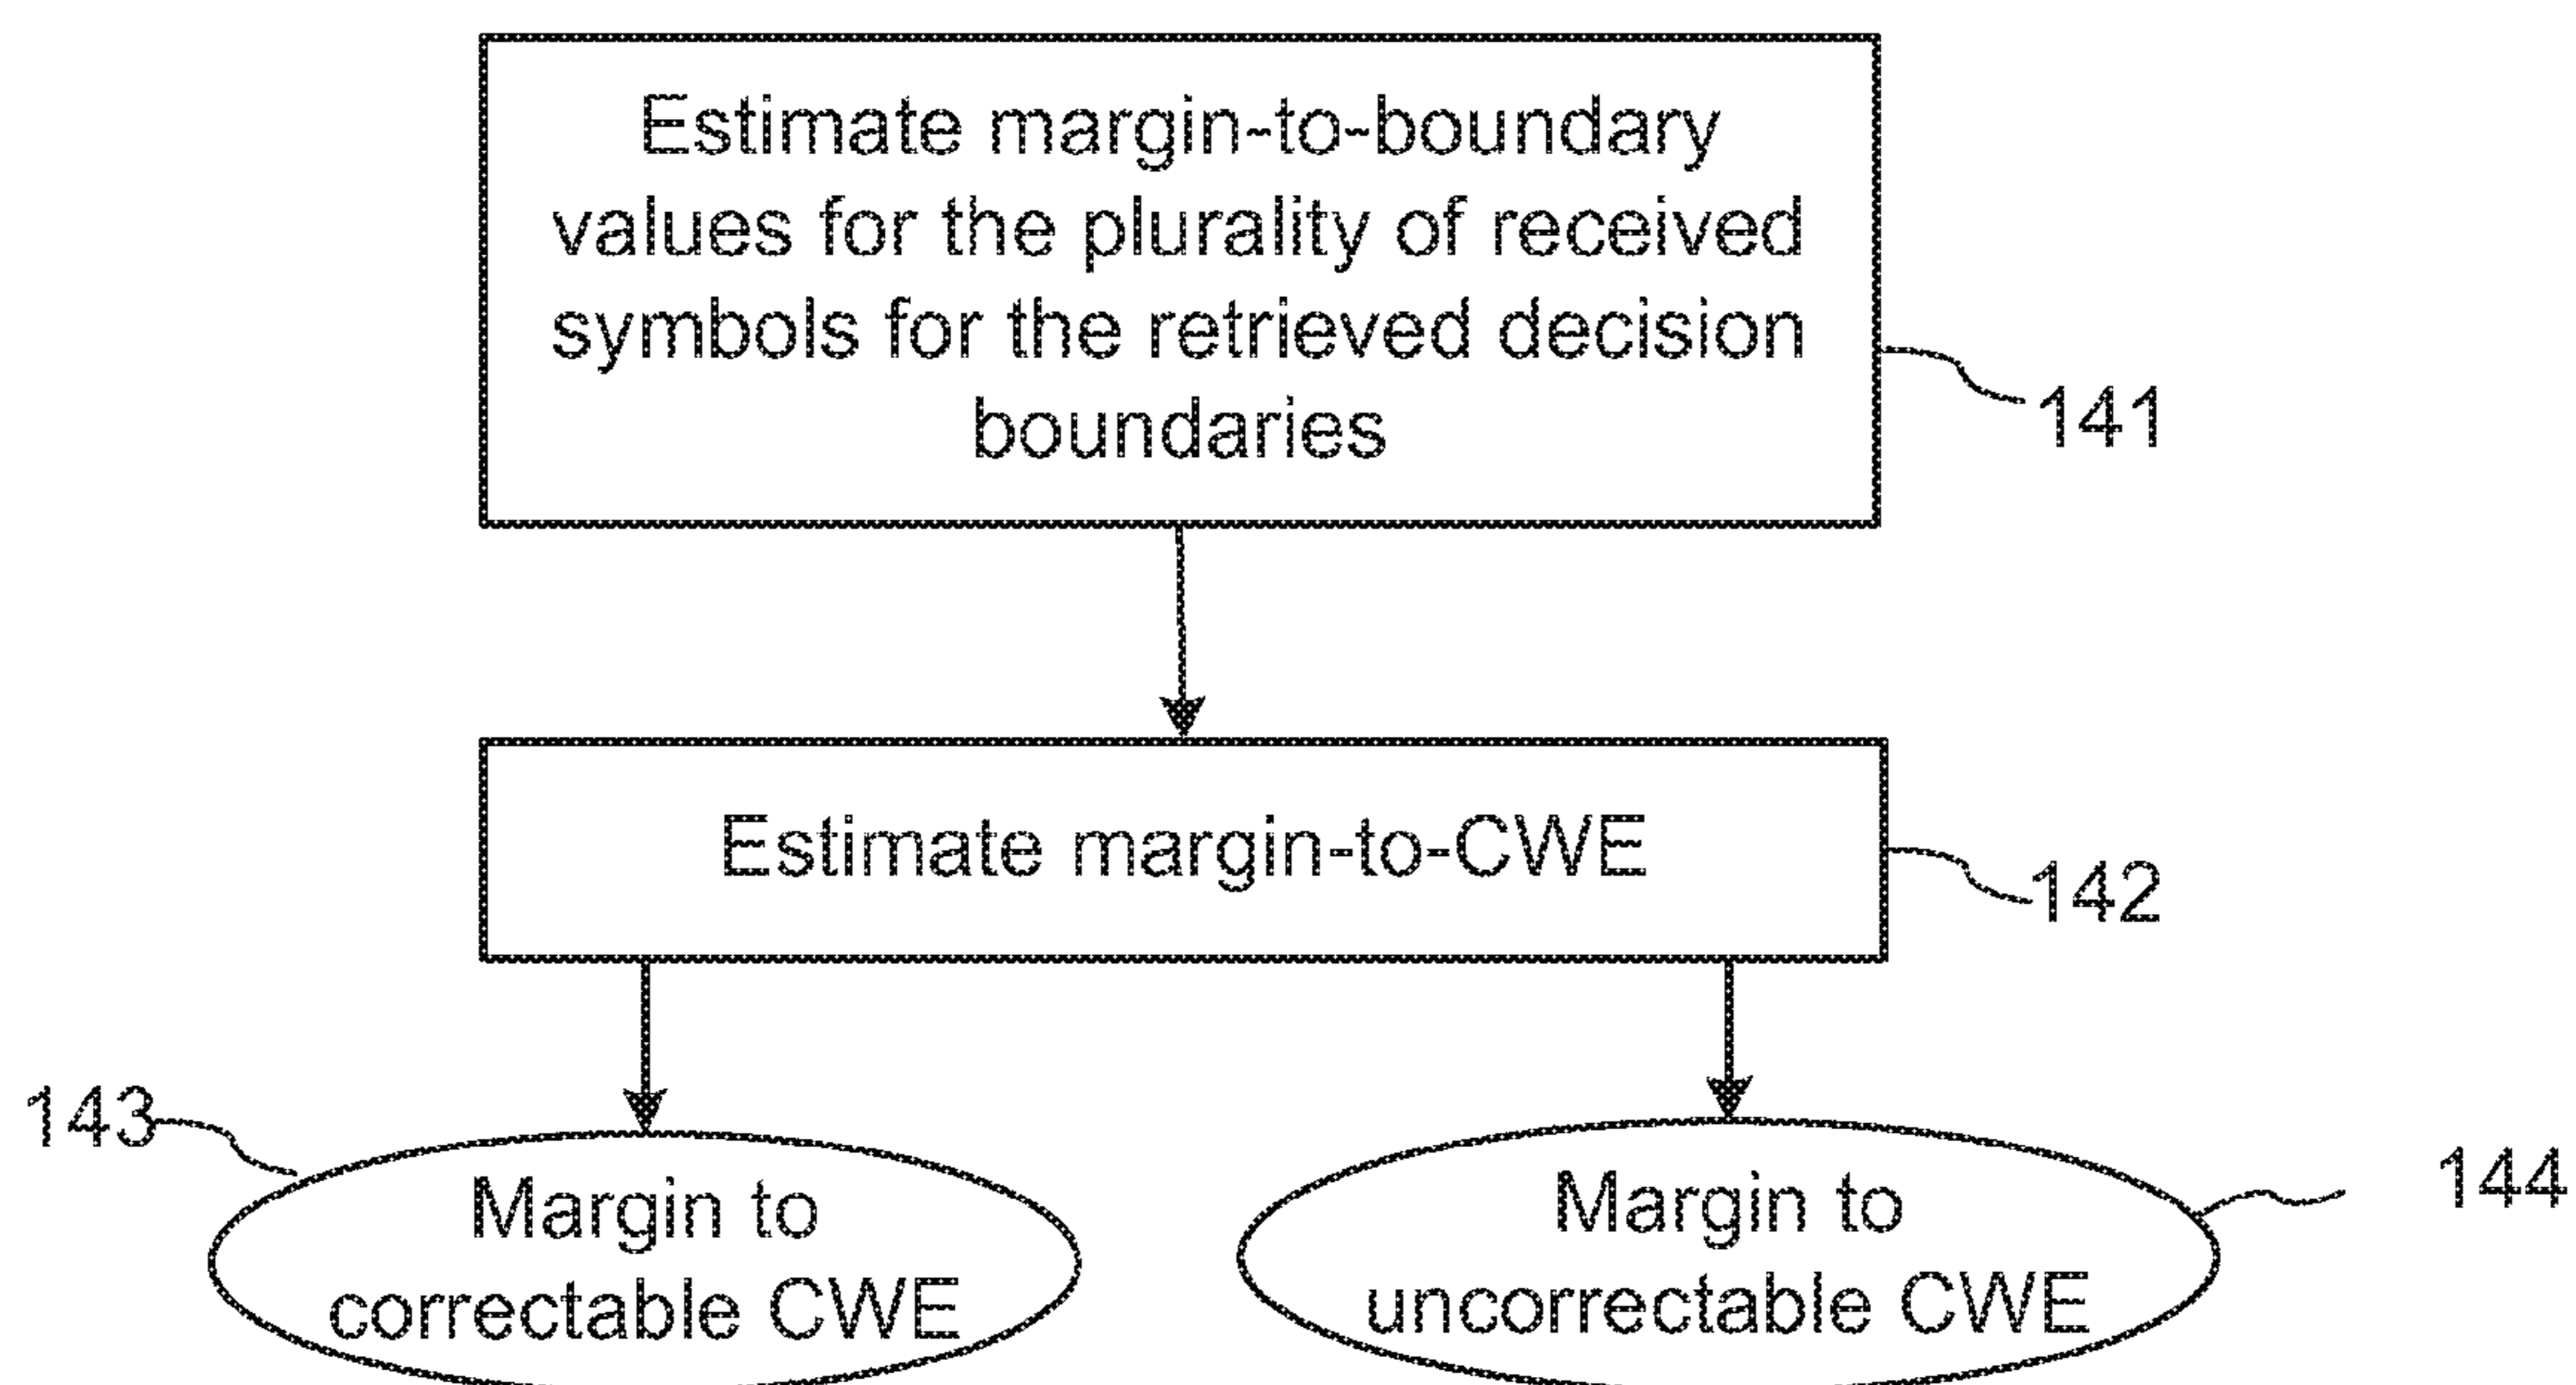 Estimate margin-to-boundary
values for the plurality of received
symbols for the retrieved decision
boundaries
141
Estimate margin-to-CWE
142
143
Margin to
correctable CWE
Margin to
uncorrectable CWE
144